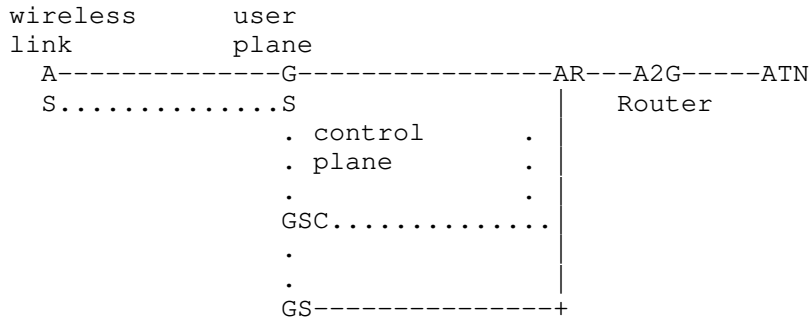 wireless        user
link            plane
  A--------------G----------------AR---A2G-----ATN
  S..............S                |   Router
                 . control      . |
                 . plane        . |
                 .              . |
                 GSC..............|
                 .                |
                 .                |
                 GS---------------+